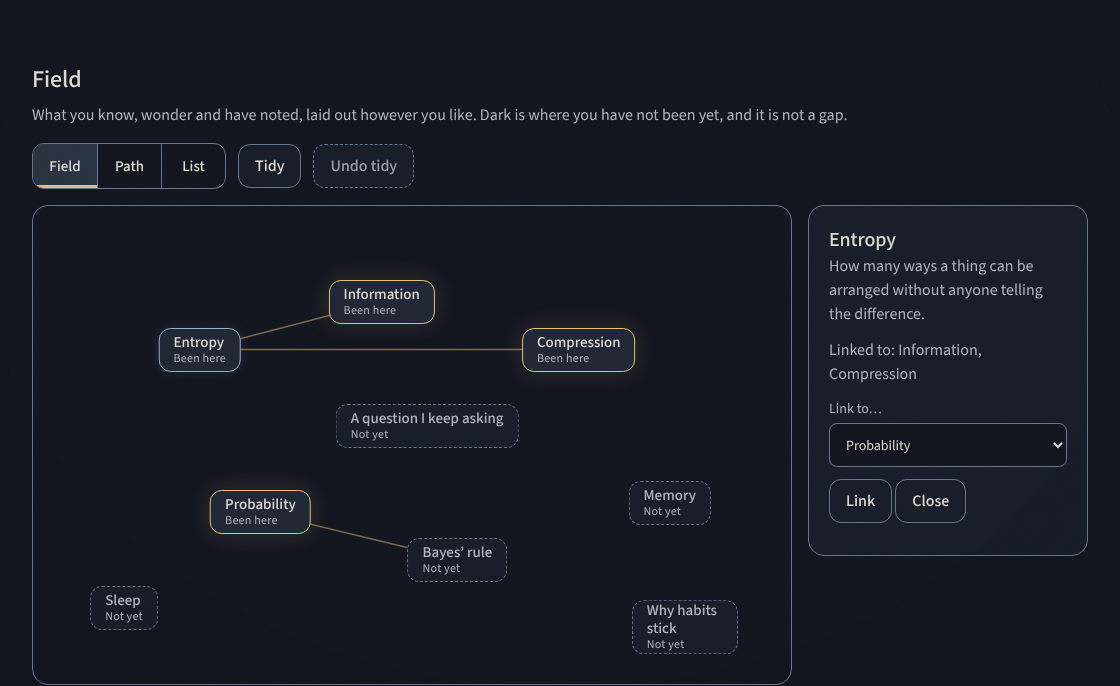 Field
What you know, wonder and have noted, laid out however you like. Dark is where you have not been yet, and it is not a gap.
Field
Path
List
Tidy
Undo tidy
Information
Been here
Entropy
Been here
Compression
Been here
A question I keep asking
Not yet
Probability
Been here
Memory
Not yet
Bayes’ rule
Not yet
Sleep
Not yet
Why habits
stick
Not yet
Entropy
How many ways a thing can be
arranged without anyone telling
the difference.
Linked to: Information,
Compression
Link to…
Probability
Link
Close